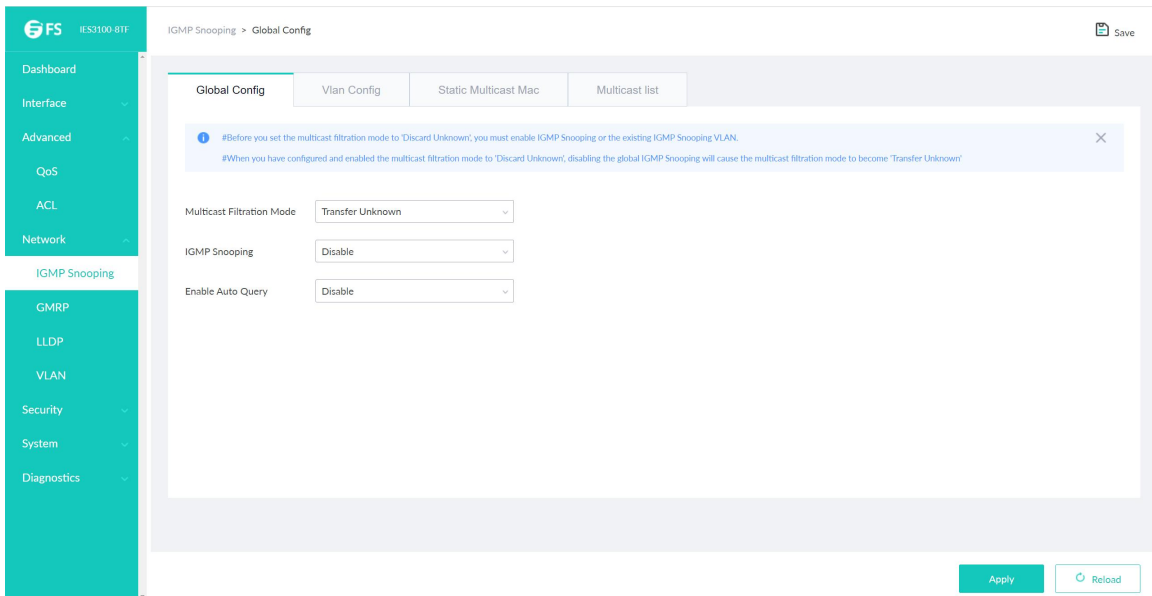 FS IES3100-8TF
IGMP Snooping > Global Config
Save
Dashboard
Interface
Advanced
QoS
ACL
Network
IGMP Snooping
GMRP
LLDP
VLAN
Security
System
Diagnostics
Global Config
Vlan Config
Static Multicast Mac
Multicast list
#Before you set the multicast filtration mode to 'Discard Unknown', you must enable IGMP Snooping or the existing IGMP Snooping VLAN.
#When you have configured and enabled the multicast filtration mode to 'Discard Unknown', disabling the global IGMP Snooping will cause the multicast filtration mode to become 'Transfer Unknown'
Multicast Filtration Mode Transfer Unknown
IGMP Snooping Disable
Enable Auto Query Disable
Apply
Reload